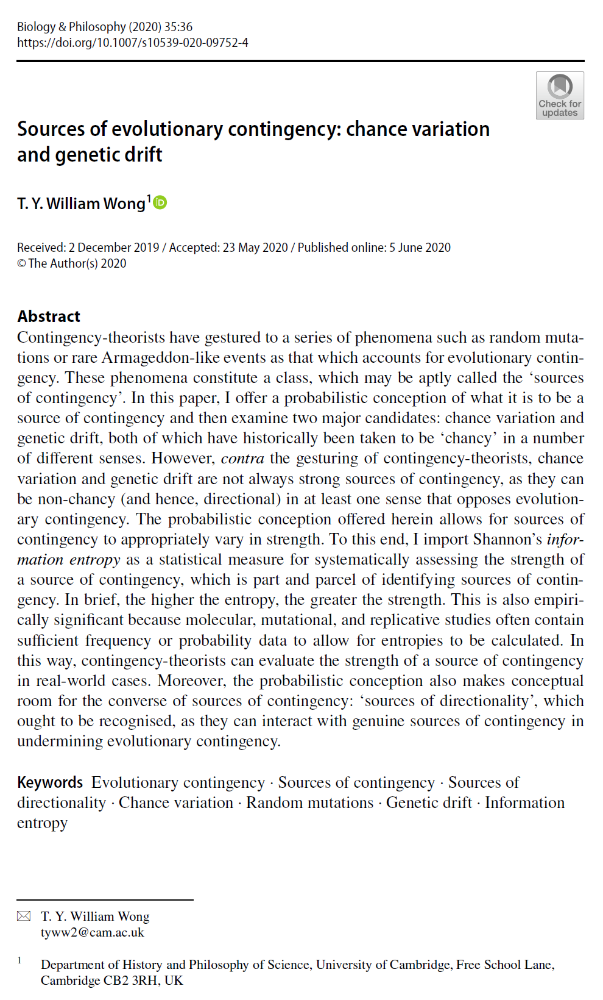 Biology & Philosophy (2020) 35:36
https://doi.org/10.1007/s10539-020-09752-4
Check for
updates
Sources of evolutionary contingency: chance variation
and genetic drift
T. Y. William Wong1 iD
Received: 2 December 2019 / Accepted: 23 May 2020 / Published online: 5 June 2020
© The Author(s) 2020
Abstract
Contingency-theorists have gestured to a series of phenomena such as random muta-
tions or rare Armageddon-like events as that which accounts for evolutionary contin-
gency. These phenomena constitute a class, which may be aptly called the ‘sources
of contingency’. In this paper, I offer a probabilistic conception of what it is to be a
source of contingency and then examine two major candidates: chance variation and
genetic drift, both of which have historically been taken to be ‘chancy’ in a number
of different senses. However, contra the gesturing of contingency-theorists, chance
variation and genetic drift are not always strong sources of contingency, as they can
be non-chancy (and hence, directional) in at least one sense that opposes evolution-
ary contingency. The probabilistic conception offered herein allows for sources of
contingency to appropriately vary in strength. To this end, I import Shannon’s infor-
mation entropy as a statistical measure for systematically assessing the strength of
a source of contingency, which is part and parcel of identifying sources of contin-
gency. In brief, the higher the entropy, the greater the strength. This is also empiri-
cally significant because molecular, mutational, and replicative studies often contain
sufficient frequency or probability data to allow for entropies to be calculated. In
this way, contingency-theorists can evaluate the strength of a source of contingency
in real-world cases. Moreover, the probabilistic conception also makes conceptual
room for the converse of sources of contingency: ‘sources of directionality’, which
ought to be recognised, as they can interact with genuine sources of contingency in
undermining evolutionary contingency.
Keywords Evolutionary contingency · Sources of contingency · Sources of
directionality · Chance variation · Random mutations · Genetic drift · Information
entropy
T. Y. William Wong
tyww2@cam.ac.uk
1 Department of History and Philosophy of Science, University of Cambridge, Free School Lane,
Cambridge CB2 3RH, UK